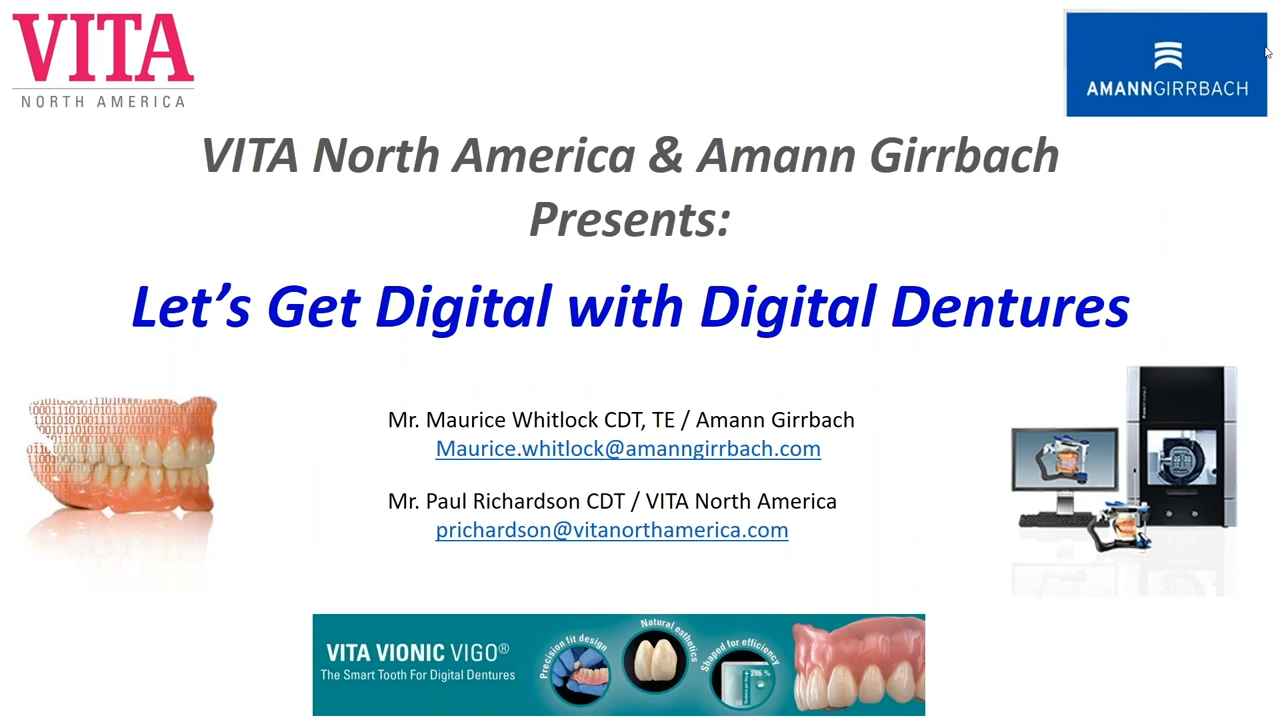 VITA
NORTH AMERICA
AMANNGIRRBACH
VITA North America & Amann Girrbach
Presents:
Let's Get Digital with Digital Dentures
Mr. Maurice Whitlock CDT, TE / Amann Girrbach
Maurice.whitlock@amanngirrbach.com
Mr. Paul Richardson CDT / VITA North America
prichardson@vitanorthamerica.com
VITA VIONIC VIGO®
The Smart Tooth For Digital Dentures
Precision fit design
Natural esthetics
Shaped for efficiency
286 %